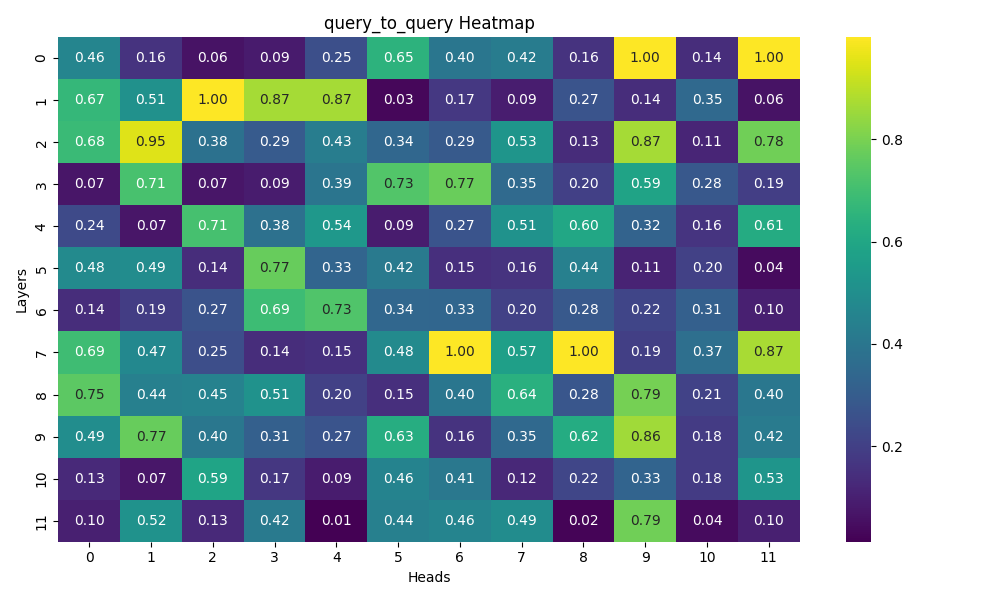 query_to_query Heatmap
0 0.46 0.16 0.06 0.09 0.25 0.65 0.40 0.42 0.16 1.00 0.14 1.00
1 0.67 0.51 1.00 0.87 0.87 0.03 0.17 0.09 0.27 0.14 0.35 0.06
2 0.68 0.95 0.38 0.29 0.43 0.34 0.29 0.53 0.13 0.87 0.11 0.78
3 0.07 0.71 0.07 0.09 0.39 0.73 0.77 0.35 0.20 0.59 0.28 0.19
4 0.24 0.07 0.71 0.38 0.54 0.09 0.27 0.51 0.60 0.32 0.16 0.61
5 0.48 0.49 0.14 0.77 0.33 0.42 0.15 0.16 0.44 0.11 0.20 0.04
6 0.14 0.19 0.27 0.69 0.73 0.34 0.33 0.20 0.28 0.22 0.31 0.10
7 0.69 0.47 0.25 0.14 0.15 0.48 1.00 0.57 1.00 0.19 0.37 0.87
8 0.75 0.44 0.45 0.51 0.20 0.15 0.40 0.64 0.28 0.79 0.21 0.40
9 0.49 0.77 0.40 0.31 0.27 0.63 0.16 0.35 0.62 0.86 0.18 0.42
10 0.13 0.07 0.59 0.17 0.09 0.46 0.41 0.12 0.22 0.33 0.18 0.53
11 0.10 0.52 0.13 0.42 0.01 0.44 0.46 0.49 0.02 0.79 0.04 0.10
0 1 2 3 4 5 6 7 8 9 10 11
Heads
Layers
0.8
0.6
0.4
0.2